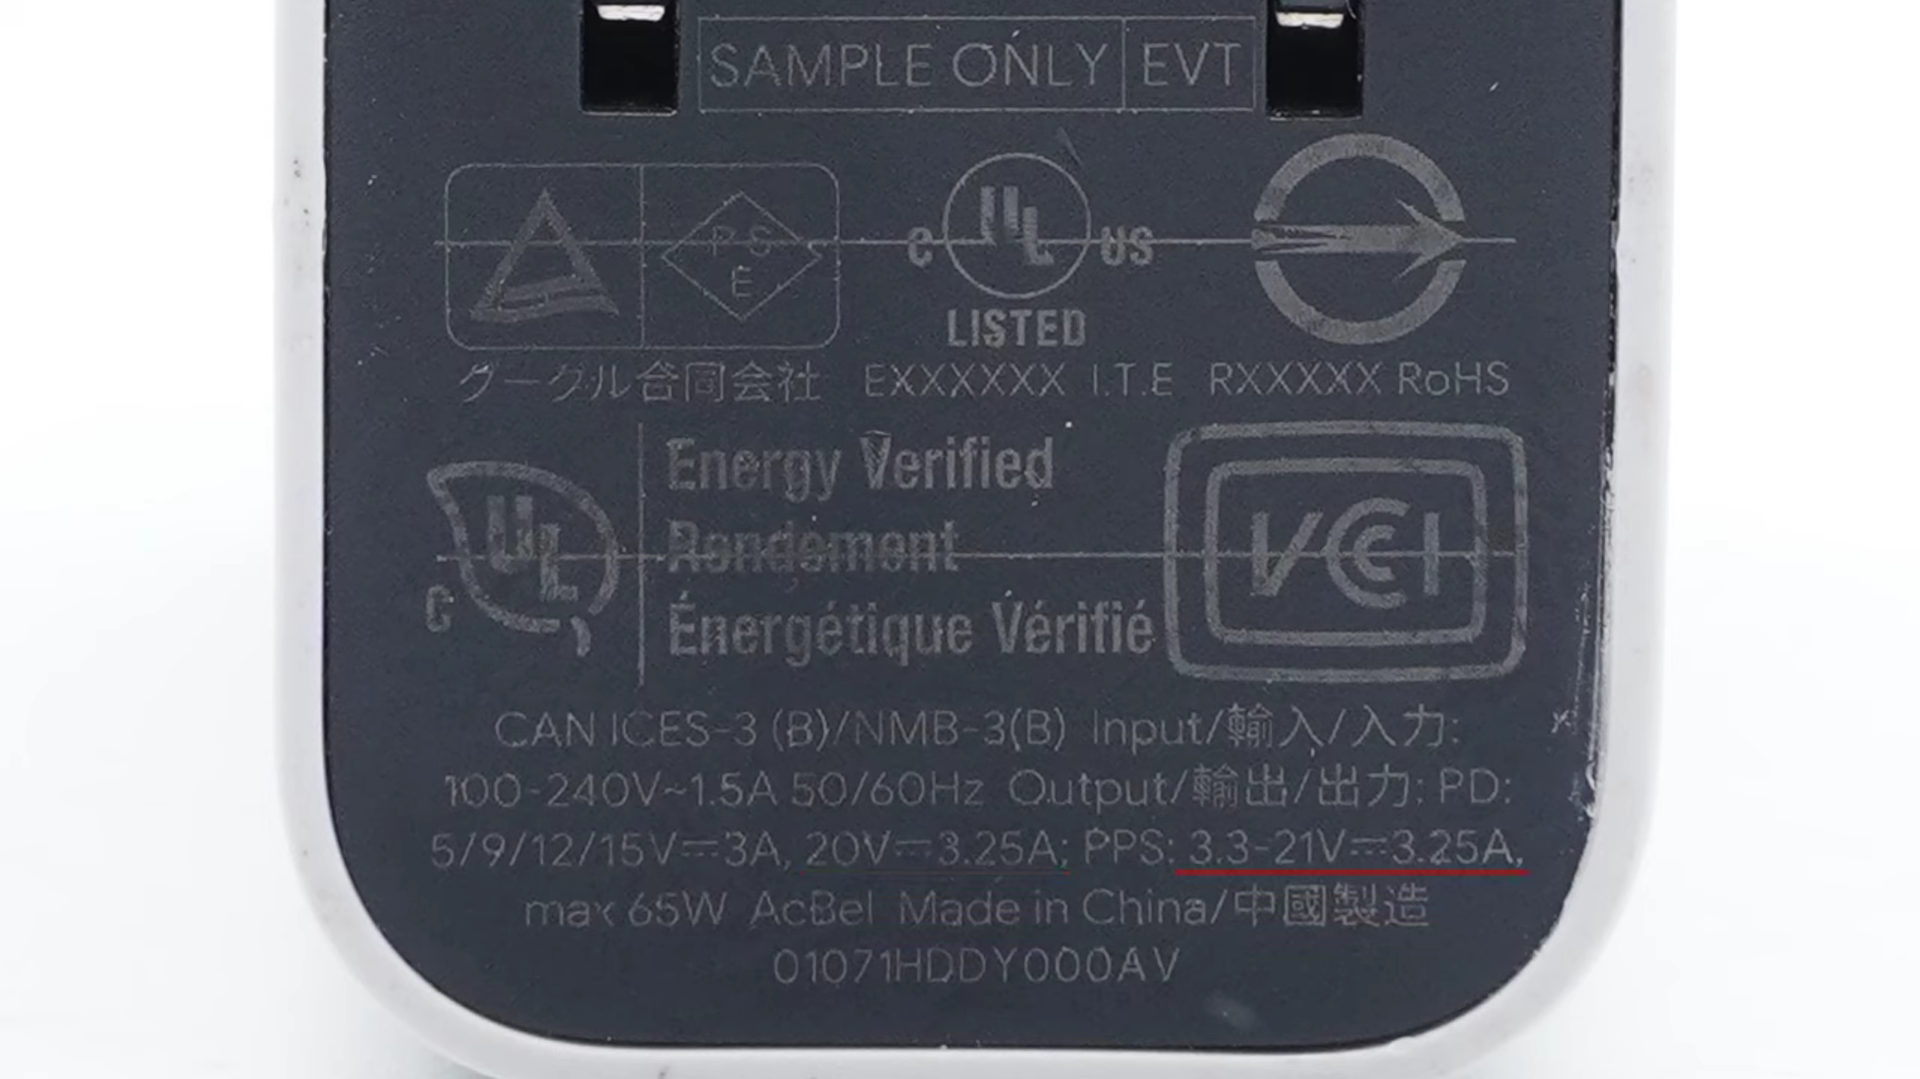 SAMPLE ONLY EVT
P S E
C UL US
LISTED
グーグル合同会社 EXXXXXX I.T.E RXXXXX RoHS
C UL
Energy Verified
Rendement
Énergétique Vérifié
VCCI
CAN ICES-3 (B)/NMB-3(B) Input/輸入/入力:
100-240V~1.5A 50/60Hz Output/輸出/出力: PD:
5/9/12/15V⎓3A, 20V⎓3.25A; PPS: 3.3-21V⎓3.25A,
max 65W AcBel Made in China/中國製造
01071HDDY000AV